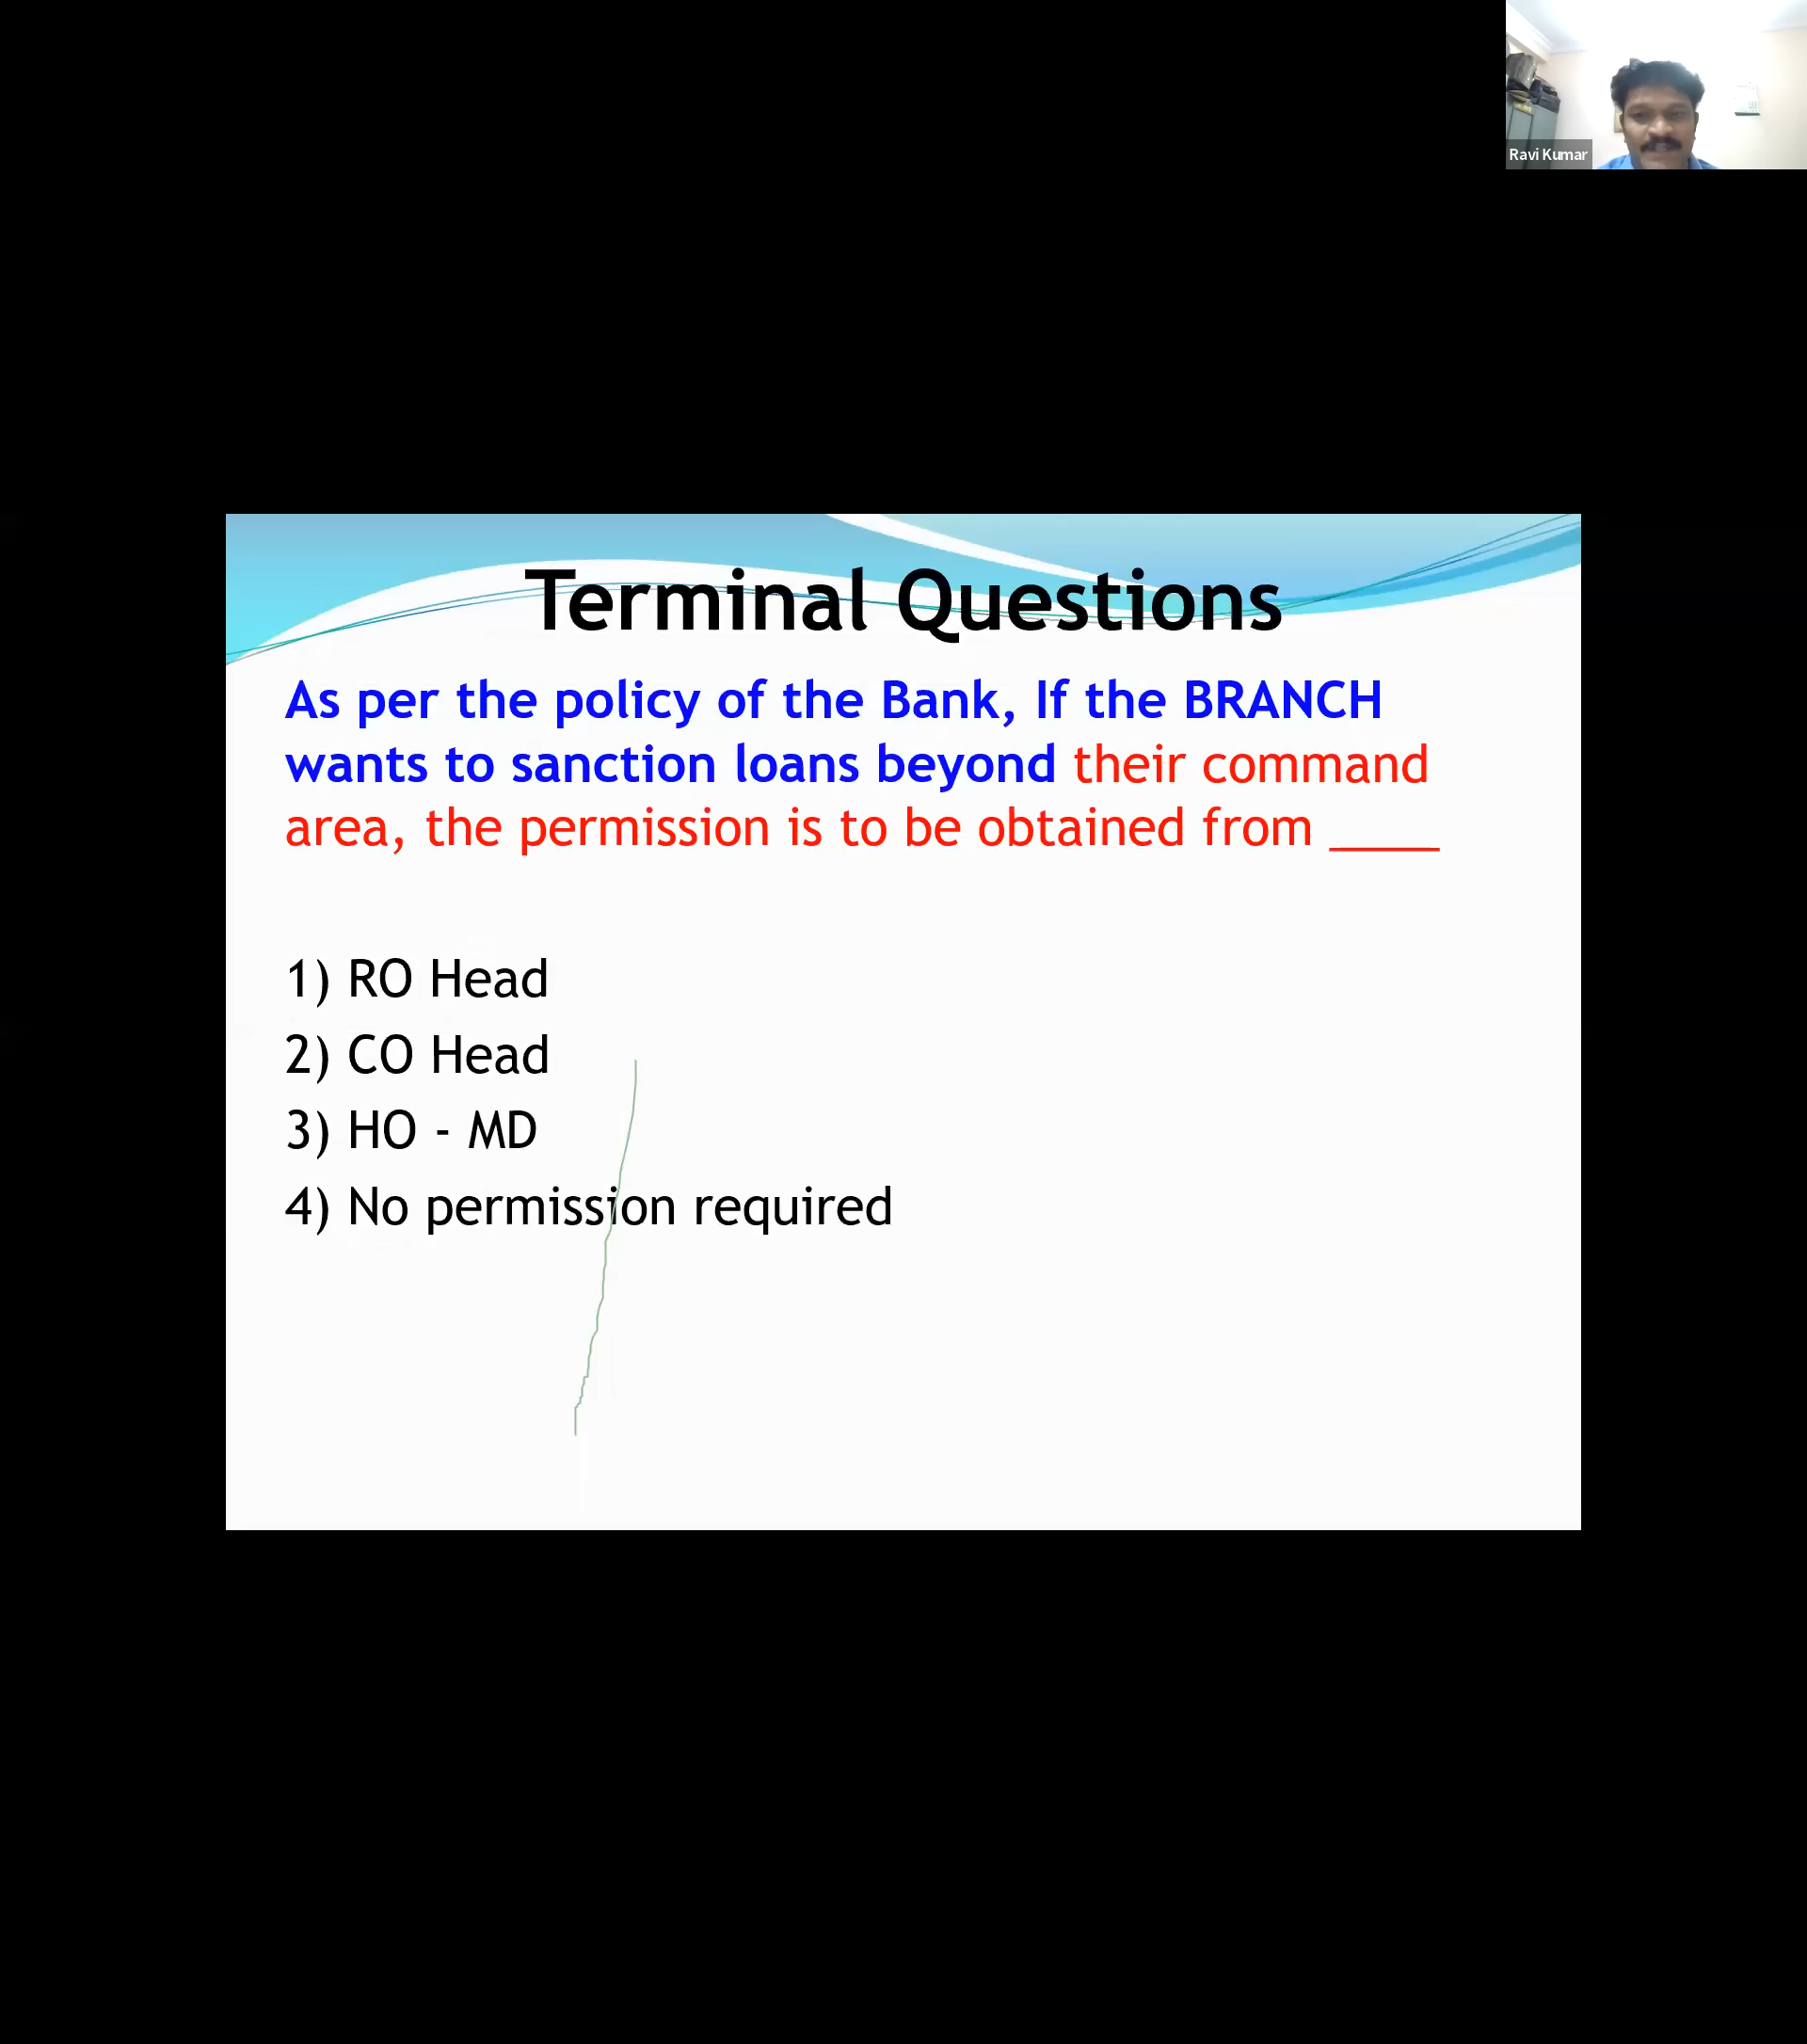 Ravi Kumar
Terminal Questions
As per the policy of the Bank, If the BRANCH
wants to sanction loans beyond their command
area, the permission is to be obtained from ____
1) RO Head
2) CO Head
3) HO - MD
4) No permission required